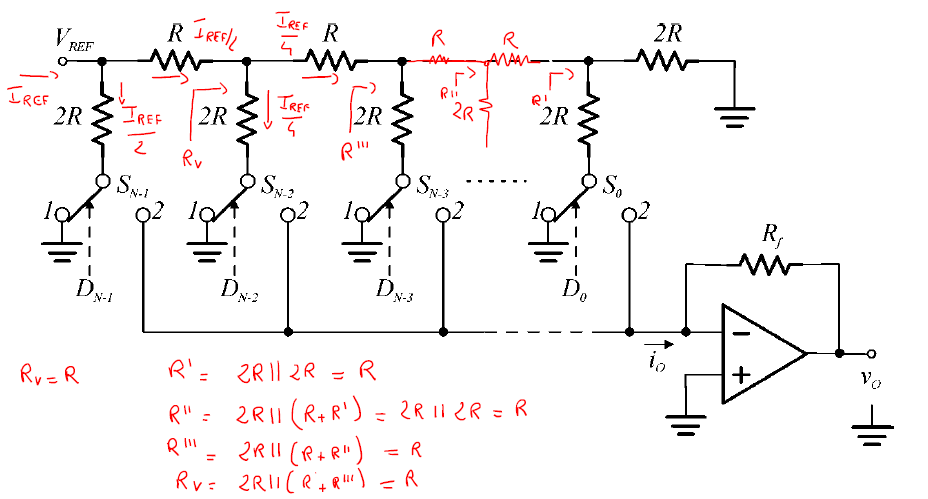 V_REF R I_REF/2 I_REF/4 R R R 2R
I_REF 2R I_REF/2 2R I_REF/4 2R R'' 2R R' 2R
R_v R'''
S_N-1 S_N-2 S_N-3 ........ S_0
1 2 1 2 1 2 1 2
R_f
D_N-1 D_N-2 D_N-3 D_0
i_O − + v_O
R_v = R R' = 2R || 2R = R
R'' = 2R || (R + R') = 2R || 2R = R
R''' = 2R || (R + R'') = R
R_v = 2R || (R + R''') = R